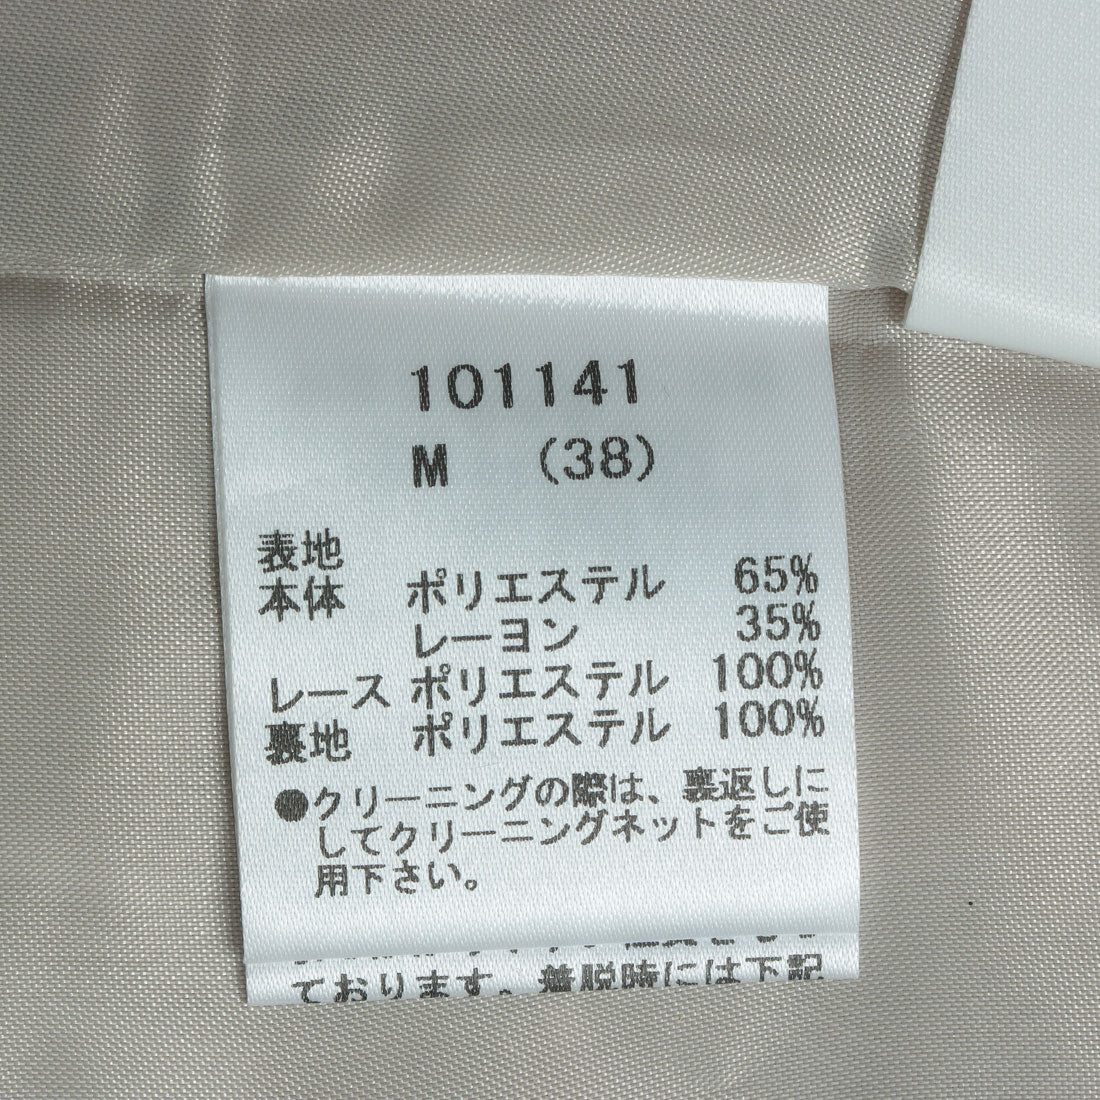 101141
M (38)
表地
本体 ポリエステル 65%
レーヨン 35%
レース ポリエステル 100%
裏地 ポリエステル 100%
●クリーニングの際は、裏返しに
してクリーニングネットをご使
用下さい。
ております。着脱時には下記